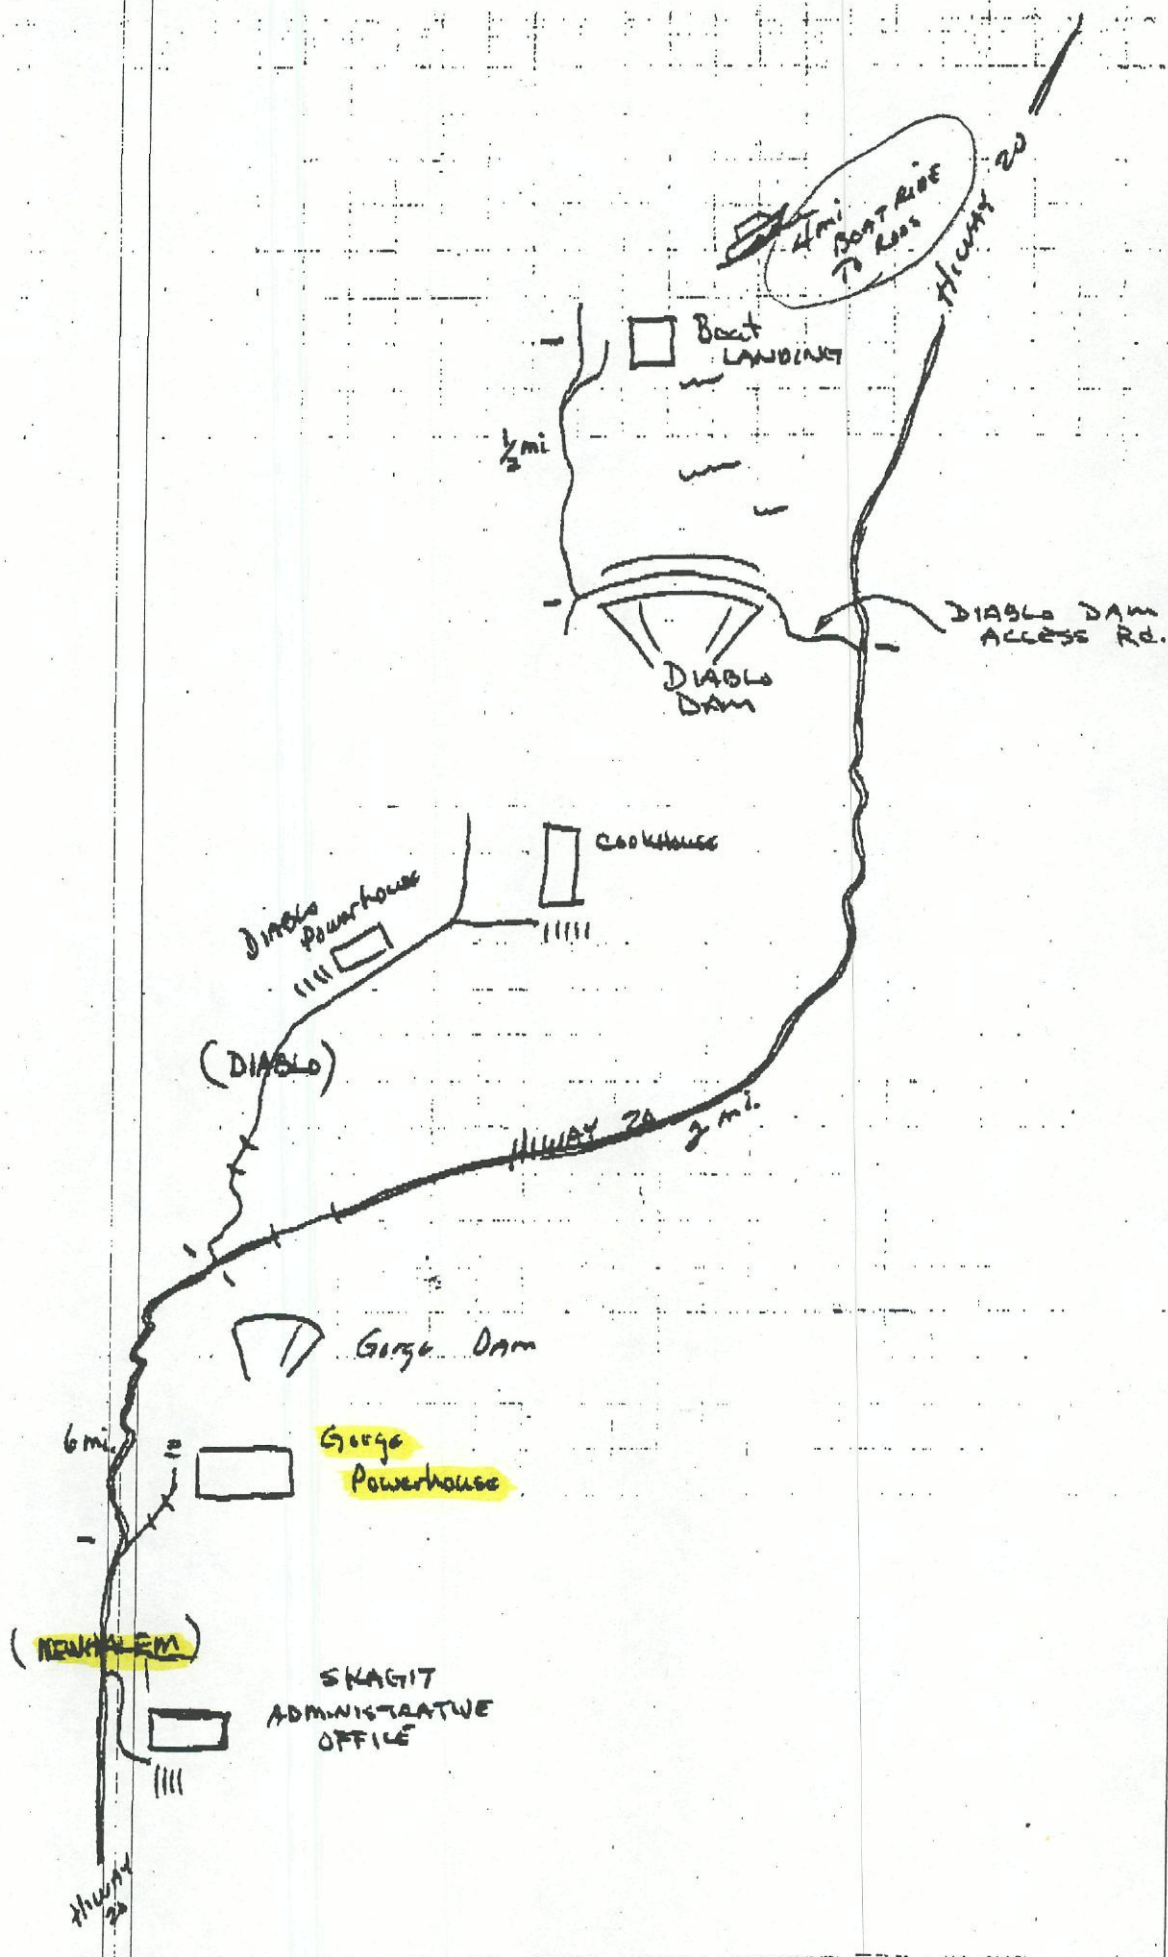 HIWAY 20
4 mi
BOAT RIDE
TO ROSS
Boat
LANDING
1/2 mi
DIABLO DAM
ACCESS Rd.
DIABLO
DAM
COOKHOUSE
DIABLO
Powerhouse
(DIABLO)
HIWAY 20
2 mi.
Gorge DAM
6 mi.
Gorge
Powerhouse
(NEWHALEM)
SKAGIT
ADMINISTRATIVE
OFFICE
HIWAY
20